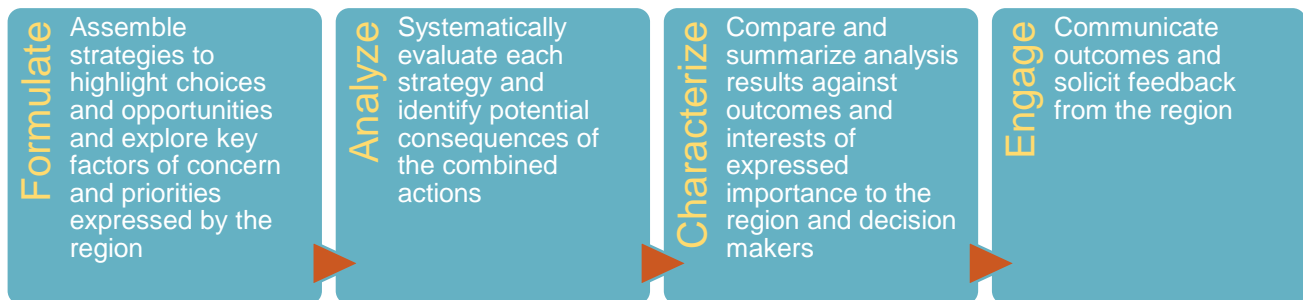 Formulate
Assemble
strategies to
highlight choices
and opportunities
and explore key
factors of concern
and priorities
expressed by the
region
Analyze
Systematically
evaluate each
strategy and
identify potential
consequences of
the combined
actions
Characterize
Compare and
summarize analysis
results against
outcomes and
interests of
expressed
importance to the
region and decision
makers
Engage
Communicate
outcomes and
solicit feedback
from the region